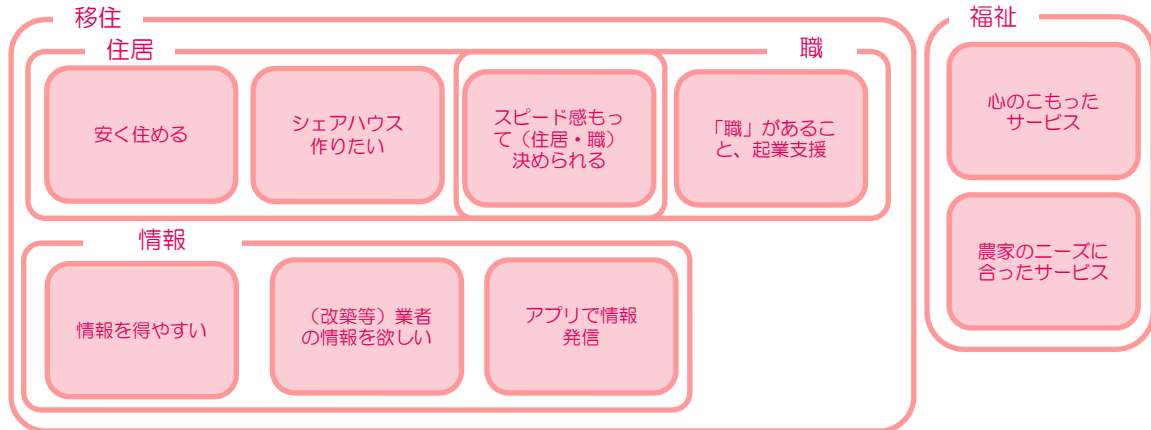 移住
住居
職
安く住める
シェアハウス
作りたい
スピード感もっ
て（住居・職）
決められる
「職」があるこ
と、起業支援
情報
情報を得やすい
（改築等）業者
の情報を欲しい
アプリで情報
発信
福祉
心のこもった
サービス
農家のニーズに
合ったサービス